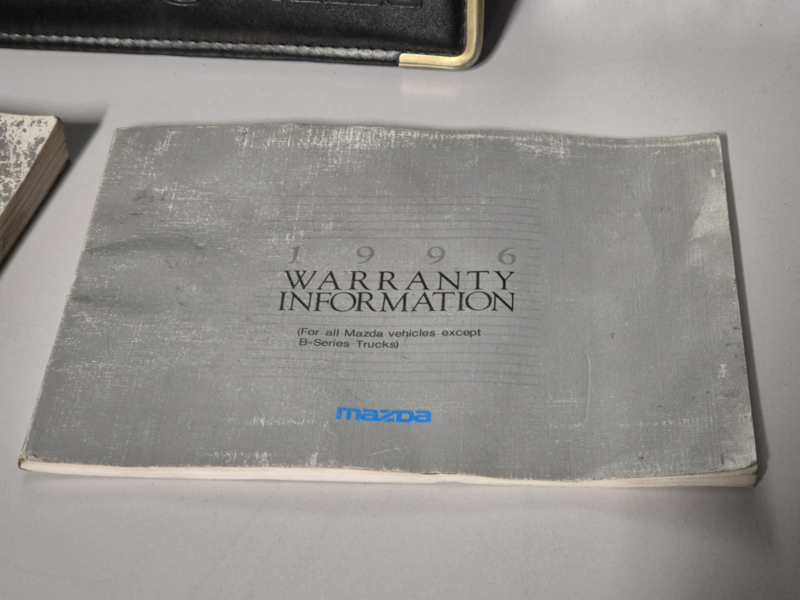 1996
WARRANTY
INFORMATION
(For all Mazda vehicles except
B-Series Trucks)
mazda